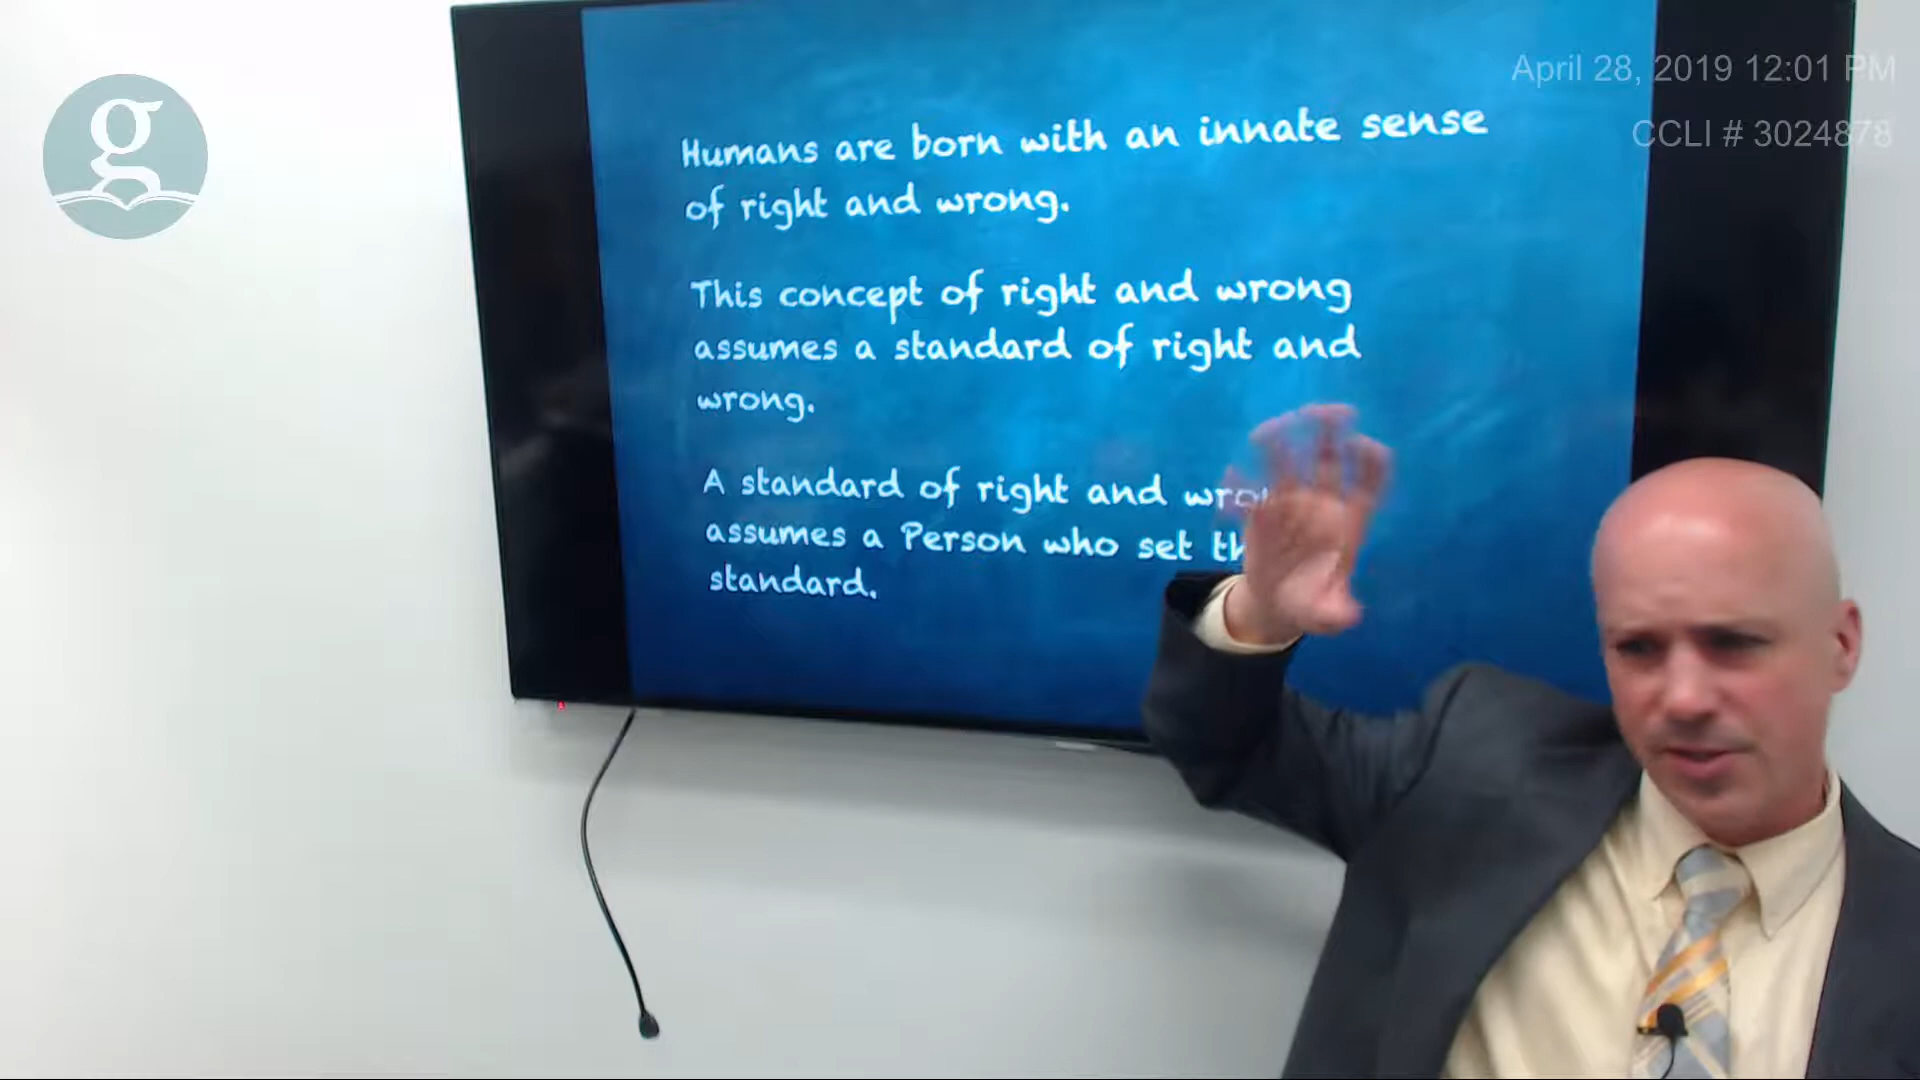 g
April 28, 2019 12:01 PM
CCLI # 3024878
Humans are born with an innate sense
of right and wrong.
This concept of right and wrong
assumes a standard of right and
wrong.
A standard of right and
assumes a Person who set
standard.